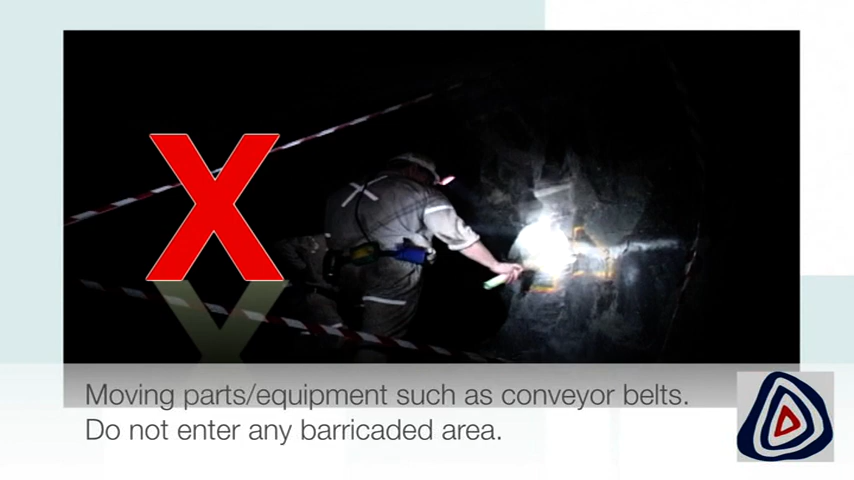 X
Moving parts/equipment such as conveyor belts.
Do not enter any barricaded area.